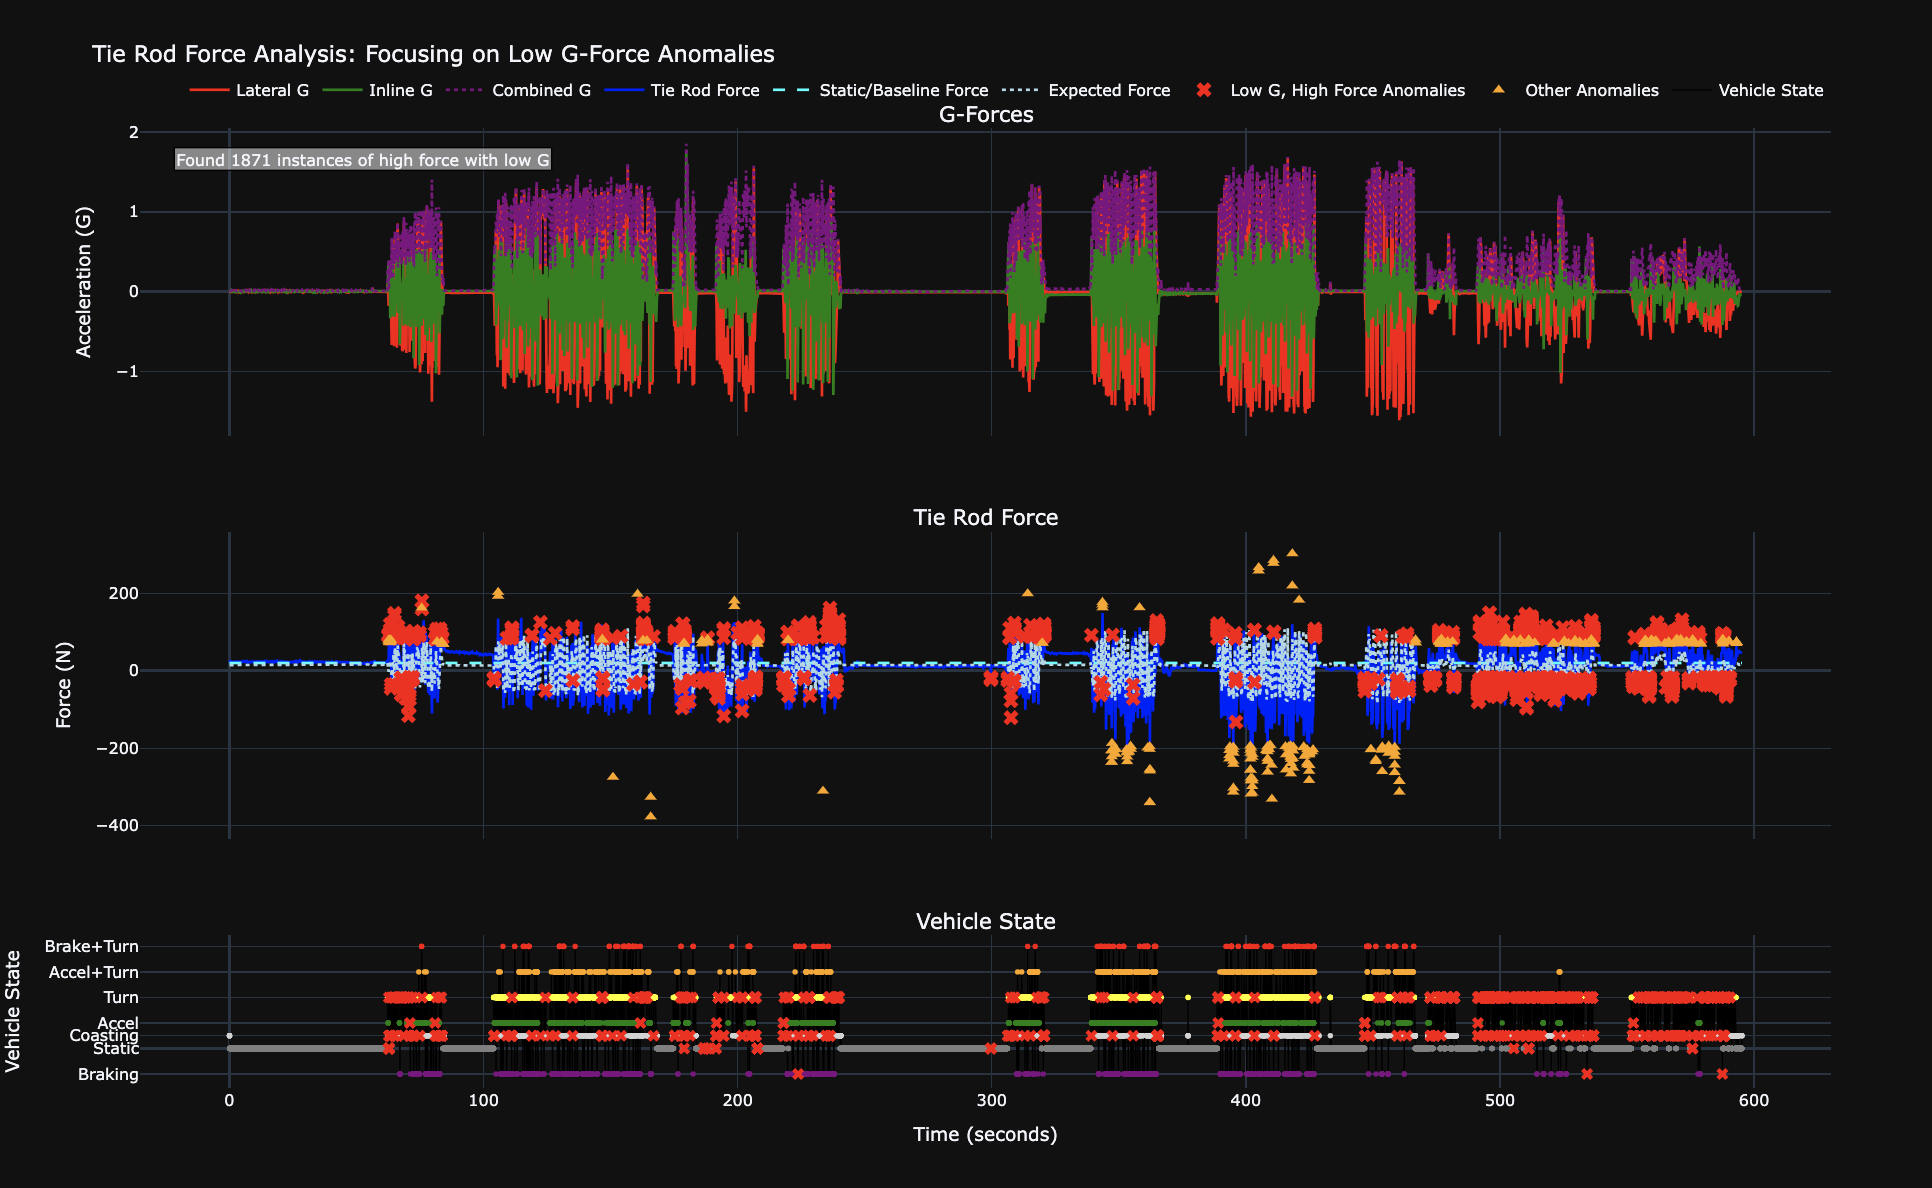 Tie Rod Force Analysis: Focusing on Low G-Force Anomalies
Lateral G Inline G Combined G Tie Rod Force Static/Baseline Force Expected Force Low G, High Force Anomalies Other Anomalies Vehicle State
G-Forces
Found 1871 instances of high force with low G
Acceleration (G)
2
1
0
−1
Tie Rod Force
Force (N)
200
0
−200
−400
Vehicle State
Vehicle State
Brake+Turn
Accel+Turn
Turn
Accel
Coasting
Static
Braking
0 100 200 300 400 500 600
Time (seconds)